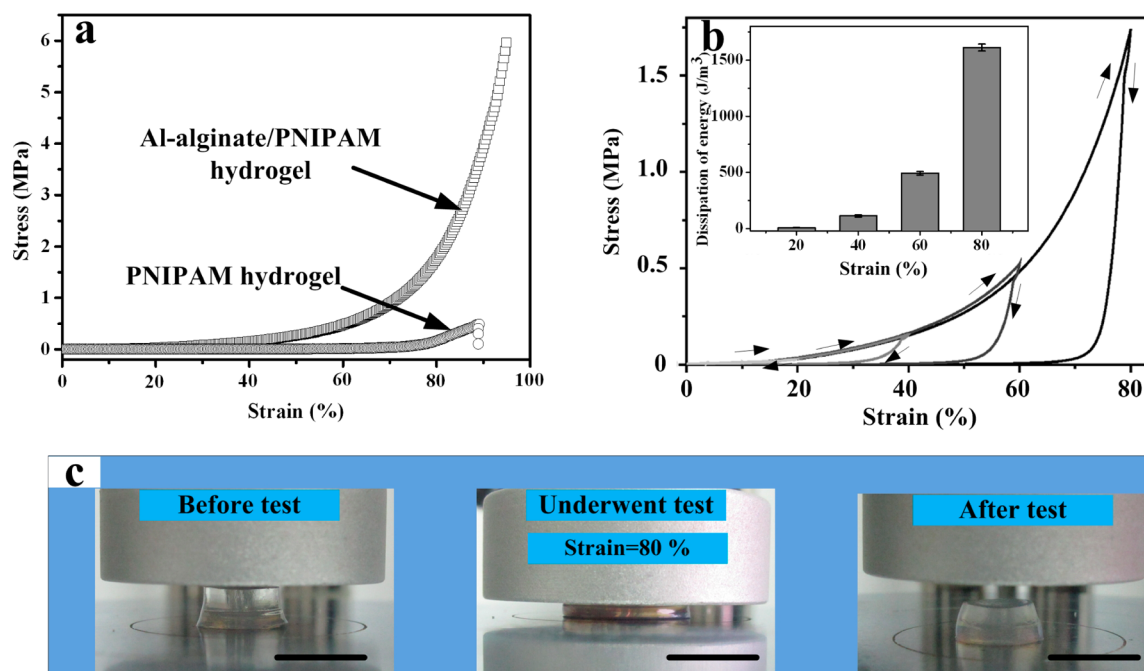 a
6
5
4
3
2
1
0
Stress (MPa)
Al-alginate/PNIPAM
hydrogel
PNIPAM hydrogel
0 20 40 60 80 100
Strain (%)
b
1.5
1.0
0.5
0.0
Stress (MPa)
1500
1000
500
0
Dissipation of energy (J/m³)
20 40 60 80
Strain (%)
0 20 40 60 80
Strain (%)
c
Before test
Underwent test
Strain=80 %
After test